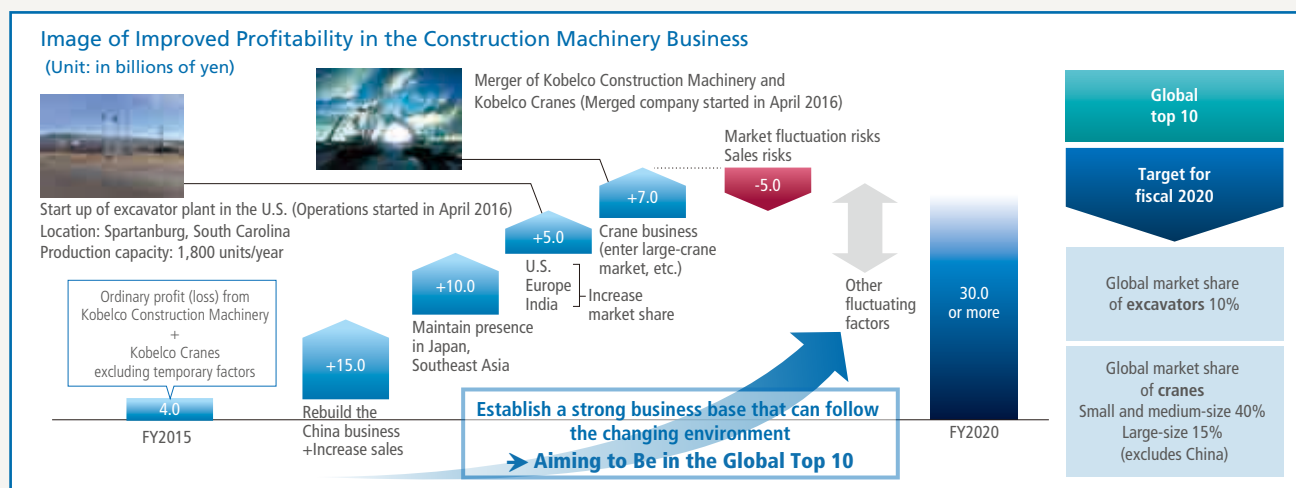 Image of Improved Profitability in the Construction Machinery Business
(Unit: in billions of yen)
Merger of Kobelco Construction Machinery and
Kobelco Cranes (Merged company started in April 2016)
Start up of excavator plant in the U.S. (Operations started in April 2016)
Location: Spartanburg, South Carolina
Production capacity: 1,800 units/year
Ordinary profit (loss) from
Kobelco Construction Machinery
+
Kobelco Cranes
excluding temporary factors
4.0
FY2015
+15.0
Rebuild the
China business
+Increase sales
+10.0
Maintain presence
in Japan,
Southeast Asia
+5.0
U.S.
Europe
India
Increase
market share
+7.0
Crane business
(enter large-crane
market, etc.)
Market fluctuation risks
Sales risks
-5.0
Other
fluctuating
factors
30.0
or more
FY2020
Establish a strong business base that can follow
the changing environment
➔ Aiming to Be in the Global Top 10
Global
top 10
Target for
fiscal 2020
Global market share
of excavators 10%
Global market share
of cranes
Small and medium-size 40%
Large-size 15%
(excludes China)